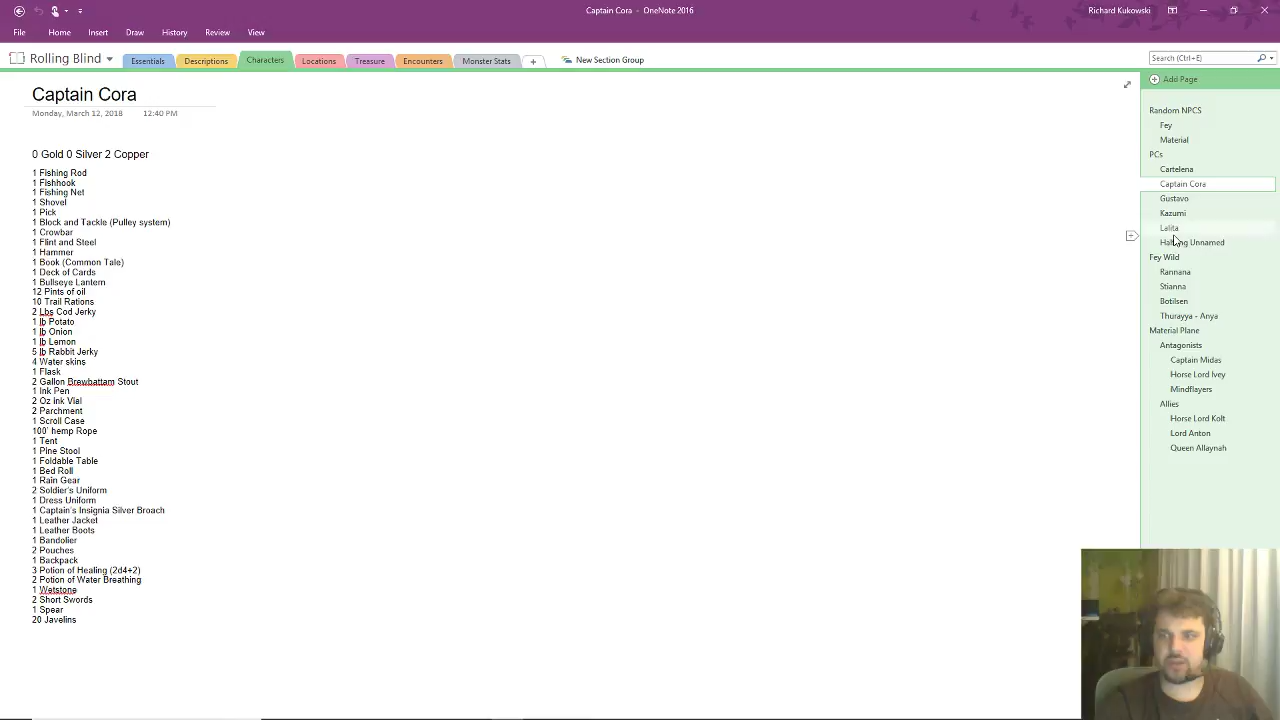 Captain Cora - OneNote 2016
Richard Kukowski
File Home Insert Draw History Review View
Rolling Blind Essentials Descriptions Characters Locations Treasure Encounters Monster Stats New Section Group
Search (Ctrl+E)
Captain Cora
Monday, March 12, 2018 12:40 PM
0 Gold 0 Silver 2 Copper
1 Fishing Rod
1 Fishhook
1 Fishing Net
1 Shovel
1 Pick
1 Block and Tackle (Pulley system)
1 Crowbar
1 Flint and Steel
1 Hammer
1 Book (Common Tale)
1 Deck of Cards
1 Bullseye Lantern
12 Pints of oil
10 Trail Rations
2 Lbs Cod Jerky
1 lb Potato
1 lb Onion
1 lb Lemon
5 lb Rabbit Jerky
4 Water skins
1 Flask
2 Gallon Brewbattam Stout
1 Ink Pen
2 Oz ink Vial
2 Parchment
1 Scroll Case
100' hemp Rope
1 Tent
1 Pine Stool
1 Foldable Table
1 Bed Roll
1 Rain Gear
2 Soldier's Uniform
1 Dress Uniform
1 Captain's Insignia Silver Broach
1 Leather Jacket
1 Leather Boots
1 Bandolier
2 Pouches
1 Backpack
3 Potion of Healing (2d4+2)
2 Potion of Water Breathing
1 Wetstone
2 Short Swords
1 Spear
20 Javelins
Add Page
Random NPCS
Fey
Material
PCs
Cartelena
Captain Cora
Gustavo
Kazumi
Lalita
Unnamed
Fey Wild
Rannana
Stianna
Botilsen
Thurayya - Anya
Material Plane
Antagonists
Captain Midas
Horse Lord Ivey
Mindflayers
Allies
Horse Lord Kolt
Lord Anton
Queen Allaynah